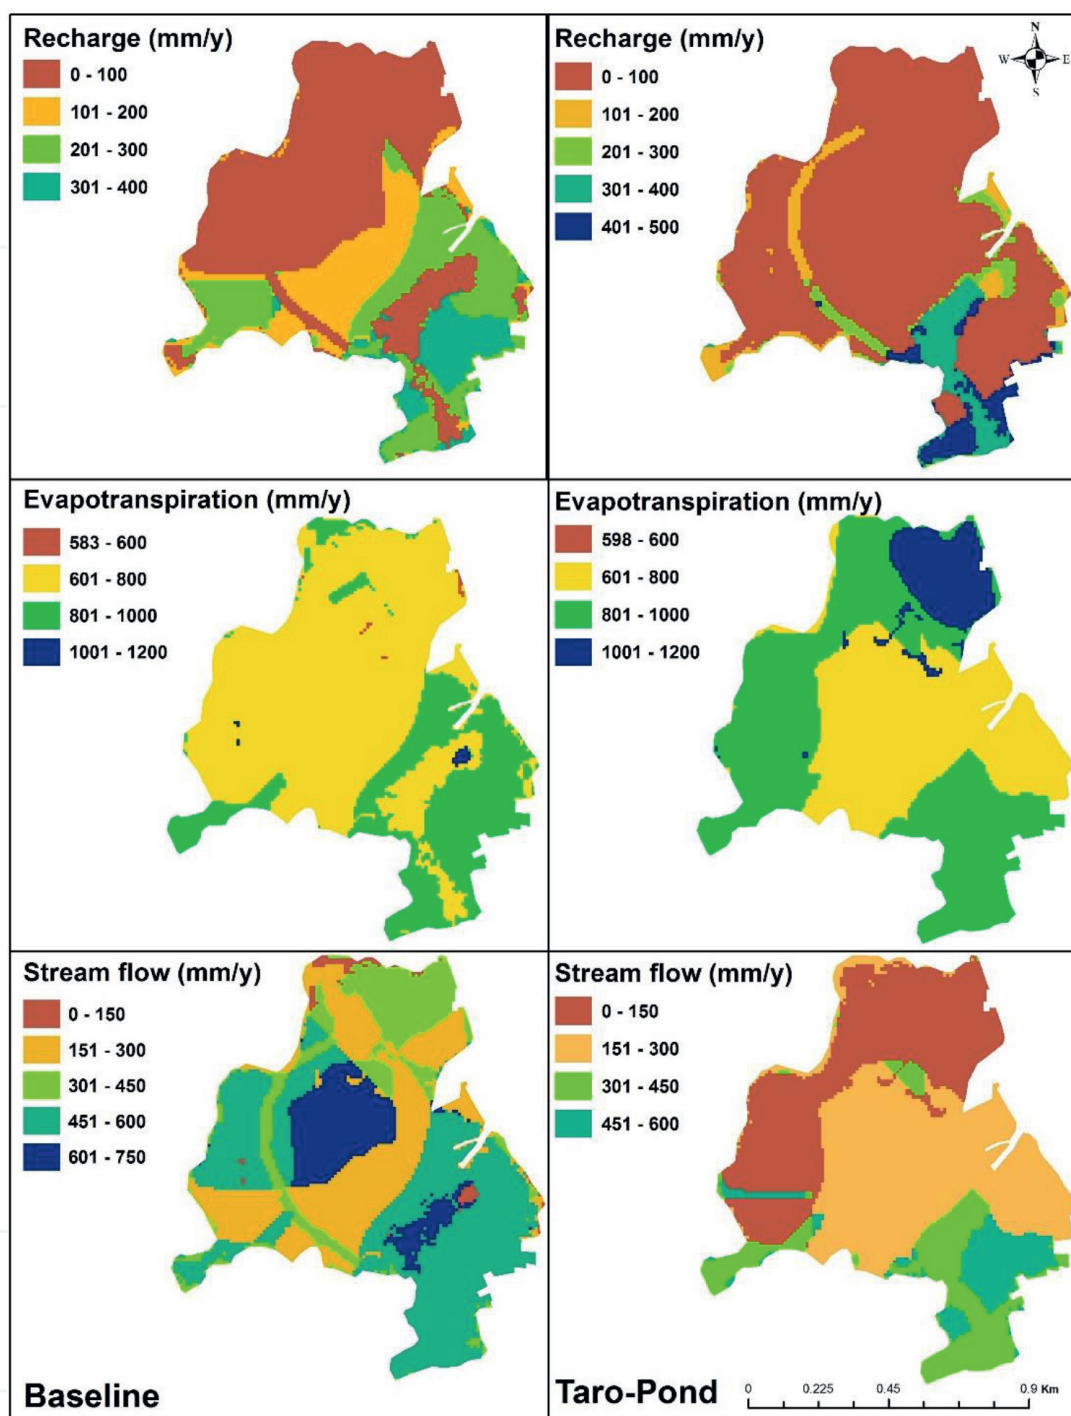 Recharge (mm/y)
0 - 100
101 - 200
201 - 300
301 - 400
Recharge (mm/y)
0 - 100
101 - 200
201 - 300
301 - 400
401 - 500
N
W
E
S
Evapotranspiration (mm/y)
583 - 600
601 - 800
801 - 1000
1001 - 1200
Evapotranspiration (mm/y)
598 - 600
601 - 800
801 - 1000
1001 - 1200
Stream flow (mm/y)
0 - 150
151 - 300
301 - 450
451 - 600
601 - 750
Baseline
Stream flow (mm/y)
0 - 150
151 - 300
301 - 450
451 - 600
Taro-Pond
0 0.225 0.45 0.9 Km